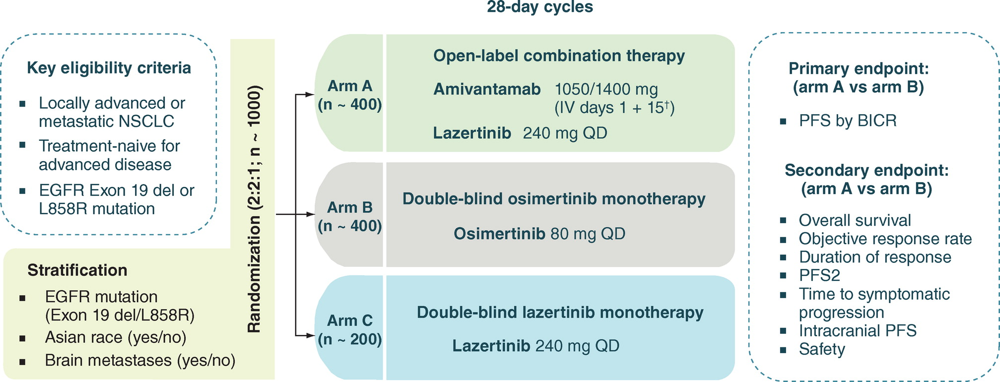 28-day cycles
Key eligibility criteria
▪ Locally advanced or
metastatic NSCLC
▪ Treatment-naive for
advanced disease
▪ EGFR Exon 19 del or
L858R mutation
Stratification
▪ EGFR mutation
(Exon 19 del/L858R)
▪ Asian race (yes/no)
▪ Brain metastases (yes/no)
Randomization (2:2:1; n ~ 1000)
Arm A
(n ~ 400)
Open-label combination therapy
Amivantamab 1050/1400 mg
(IV days 1 + 15†)
Lazertinib 240 mg QD
Arm B
(n ~ 400)
Double-blind osimertinib monotherapy
Osimertinib 80 mg QD
Arm C
(n ~ 200)
Double-blind lazertinib monotherapy
Lazertinib 240 mg QD
Primary endpoint:
(arm A vs arm B)
▪ PFS by BICR
Secondary endpoint:
(arm A vs arm B)
▪ Overall survival
▪ Objective response rate
▪ Duration of response
▪ PFS2
▪ Time to symptomatic
progression
▪ Intracranial PFS
▪ Safety